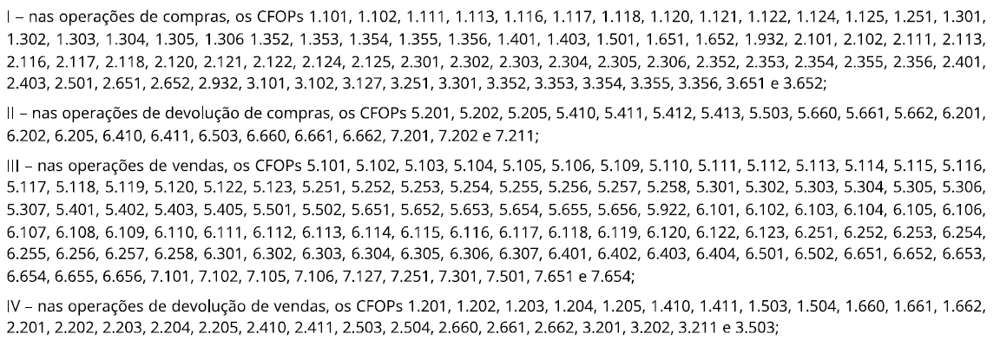 I – nas operações de compras, os CFOPs 1.101, 1.102, 1.111, 1.113, 1.116, 1.117, 1.118, 1.120, 1.121, 1.122, 1.124, 1.125, 1.251, 1.301,
1.302, 1.303, 1.304, 1.305, 1.306 1.352, 1.353, 1.354, 1.355, 1.356, 1.401, 1.403, 1.501, 1.651, 1.652, 1.932, 2.101, 2.102, 2.111, 2.113,
2.116, 2.117, 2.118, 2.120, 2.121, 2.122, 2.124, 2.125, 2.301, 2.302, 2.303, 2.304, 2.305, 2.306, 2.352, 2.353, 2.354, 2.355, 2.356, 2.401,
2.403, 2.501, 2.651, 2.652, 2.932, 3.101, 3.102, 3.127, 3.251, 3.301, 3.352, 3.353, 3.354, 3.355, 3.356, 3.651 e 3.652;
II – nas operações de devolução de compras, os CFOPs 5.201, 5.202, 5.205, 5.410, 5.411, 5.412, 5.413, 5.503, 5.660, 5.661, 5.662, 6.201,
6.202, 6.205, 6.410, 6.411, 6.503, 6.660, 6.661, 6.662, 7.201, 7.202 e 7.211;
III – nas operações de vendas, os CFOPs 5.101, 5.102, 5.103, 5.104, 5.105, 5.106, 5.109, 5.110, 5.111, 5.112, 5.113, 5.114, 5.115, 5.116,
5.117, 5.118, 5.119, 5.120, 5.122, 5.123, 5.251, 5.252, 5.253, 5.254, 5.255, 5.256, 5.257, 5.258, 5.301, 5.302, 5.303, 5.304, 5.305, 5.306,
5.307, 5.401, 5.402, 5.403, 5.405, 5.501, 5.502, 5.651, 5.652, 5.653, 5.654, 5.655, 5.656, 5.922, 6.101, 6.102, 6.103, 6.104, 6.105, 6.106,
6.107, 6.108, 6.109, 6.110, 6.111, 6.112, 6.113, 6.114, 6.115, 6.116, 6.117, 6.118, 6.119, 6.120, 6.122, 6.123, 6.251, 6.252, 6.253, 6.254,
6.255, 6.256, 6.257, 6.258, 6.301, 6.302, 6.303, 6.304, 6.305, 6.306, 6.307, 6.401, 6.402, 6.403, 6.404, 6.501, 6.502, 6.651, 6.652, 6.653,
6.654, 6.655, 6.656, 7.101, 7.102, 7.105, 7.106, 7.127, 7.251, 7.301, 7.501, 7.651 e 7.654;
IV – nas operações de devolução de vendas, os CFOPs 1.201, 1.202, 1.203, 1.204, 1.205, 1.410, 1.411, 1.503, 1.504, 1.660, 1.661, 1.662,
2.201, 2.202, 2.203, 2.204, 2.205, 2.410, 2.411, 2.503, 2.504, 2.660, 2.661, 2.662, 3.201, 3.202, 3.211 e 3.503;